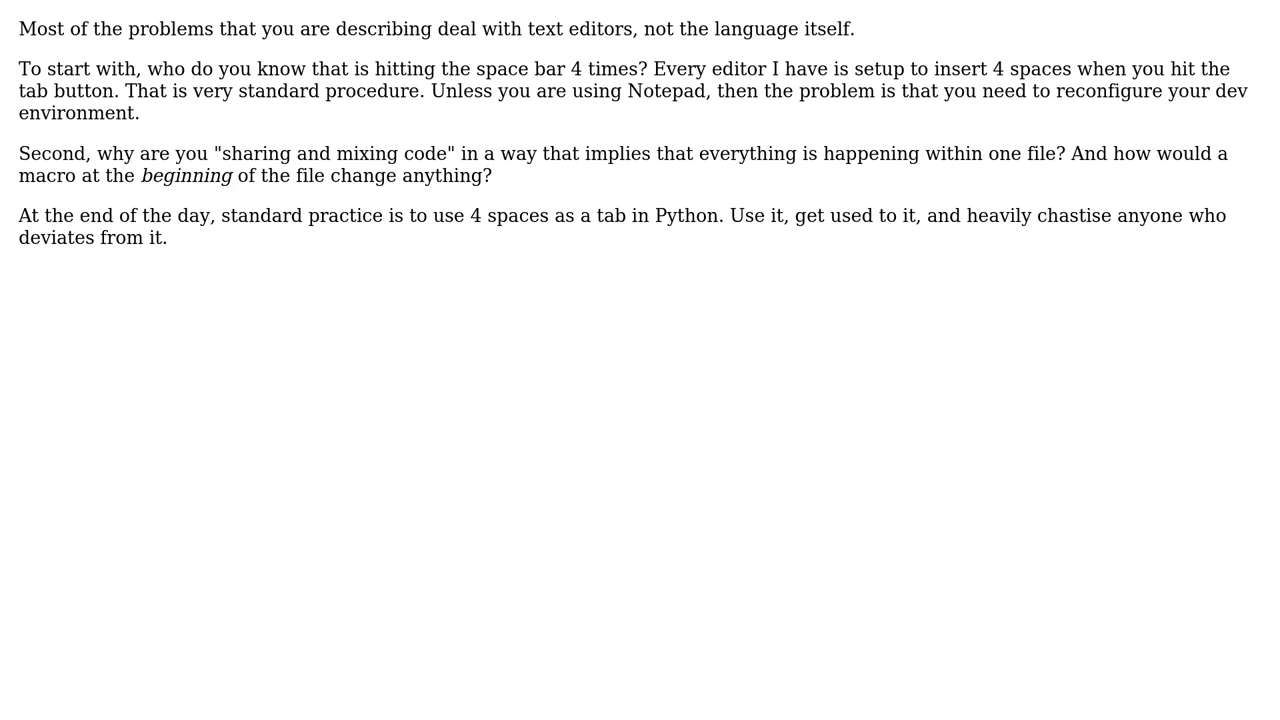 Most of the problems that you are describing deal with text editors, not the language itself.
To start with, who do you know that is hitting the space bar 4 times? Every editor I have is setup to insert 4 spaces when you hit the
tab button. That is very standard procedure. Unless you are using Notepad, then the problem is that you need to reconfigure your dev
environment.
Second, why are you "sharing and mixing code" in a way that implies that everything is happening within one file? And how would a
macro at the beginning of the file change anything?
At the end of the day, standard practice is to use 4 spaces as a tab in Python. Use it, get used to it, and heavily chastise anyone who
deviates from it.